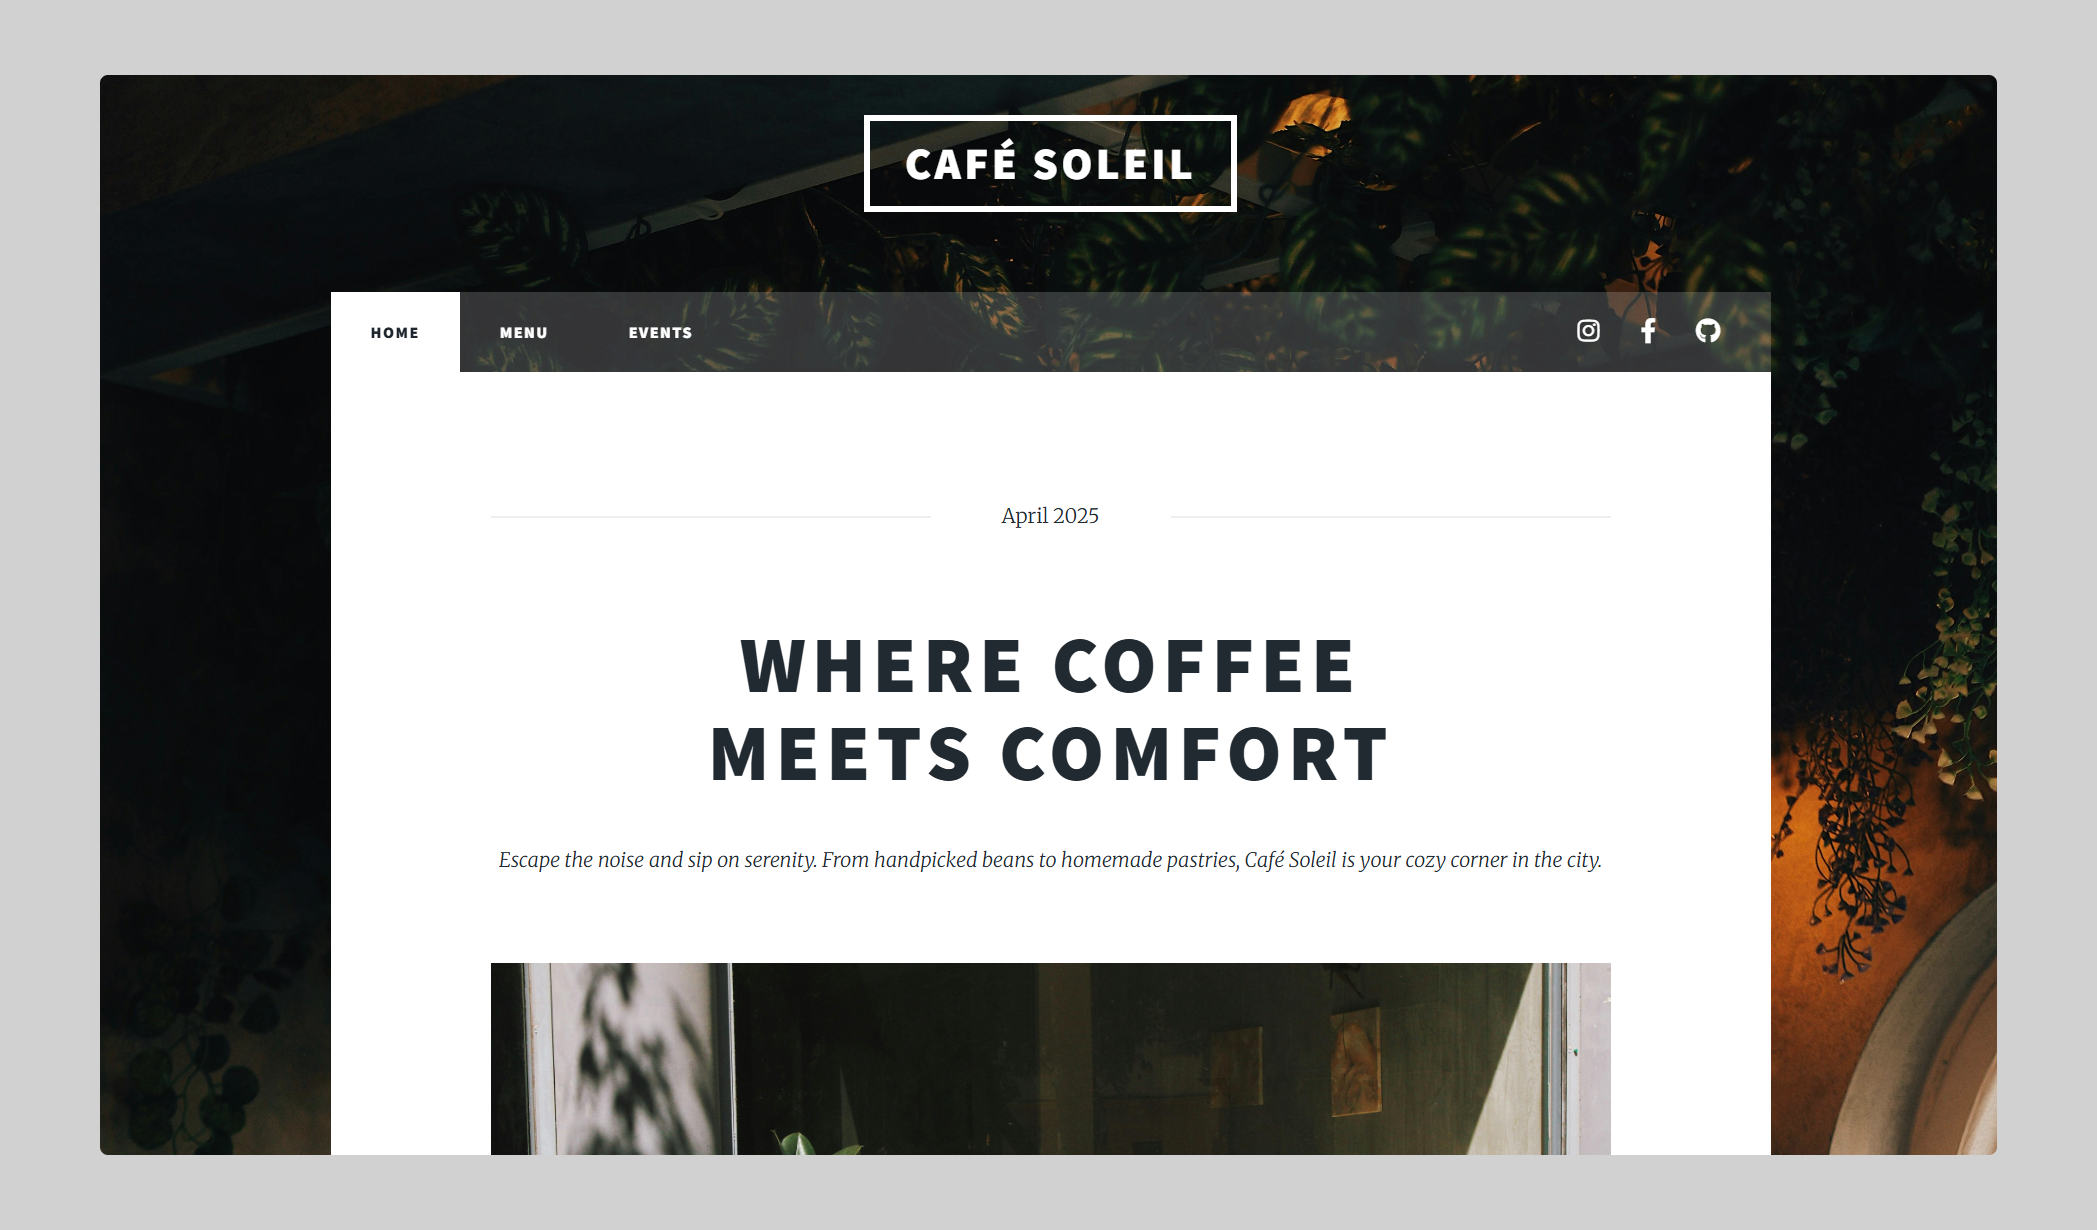 CAFÉ SOLEIL
HOME MENU EVENTS
April 2025
WHERE COFFEE
MEETS COMFORT
Escape the noise and sip on serenity. From handpicked beans to homemade pastries, Café Soleil is your cozy corner in the city.